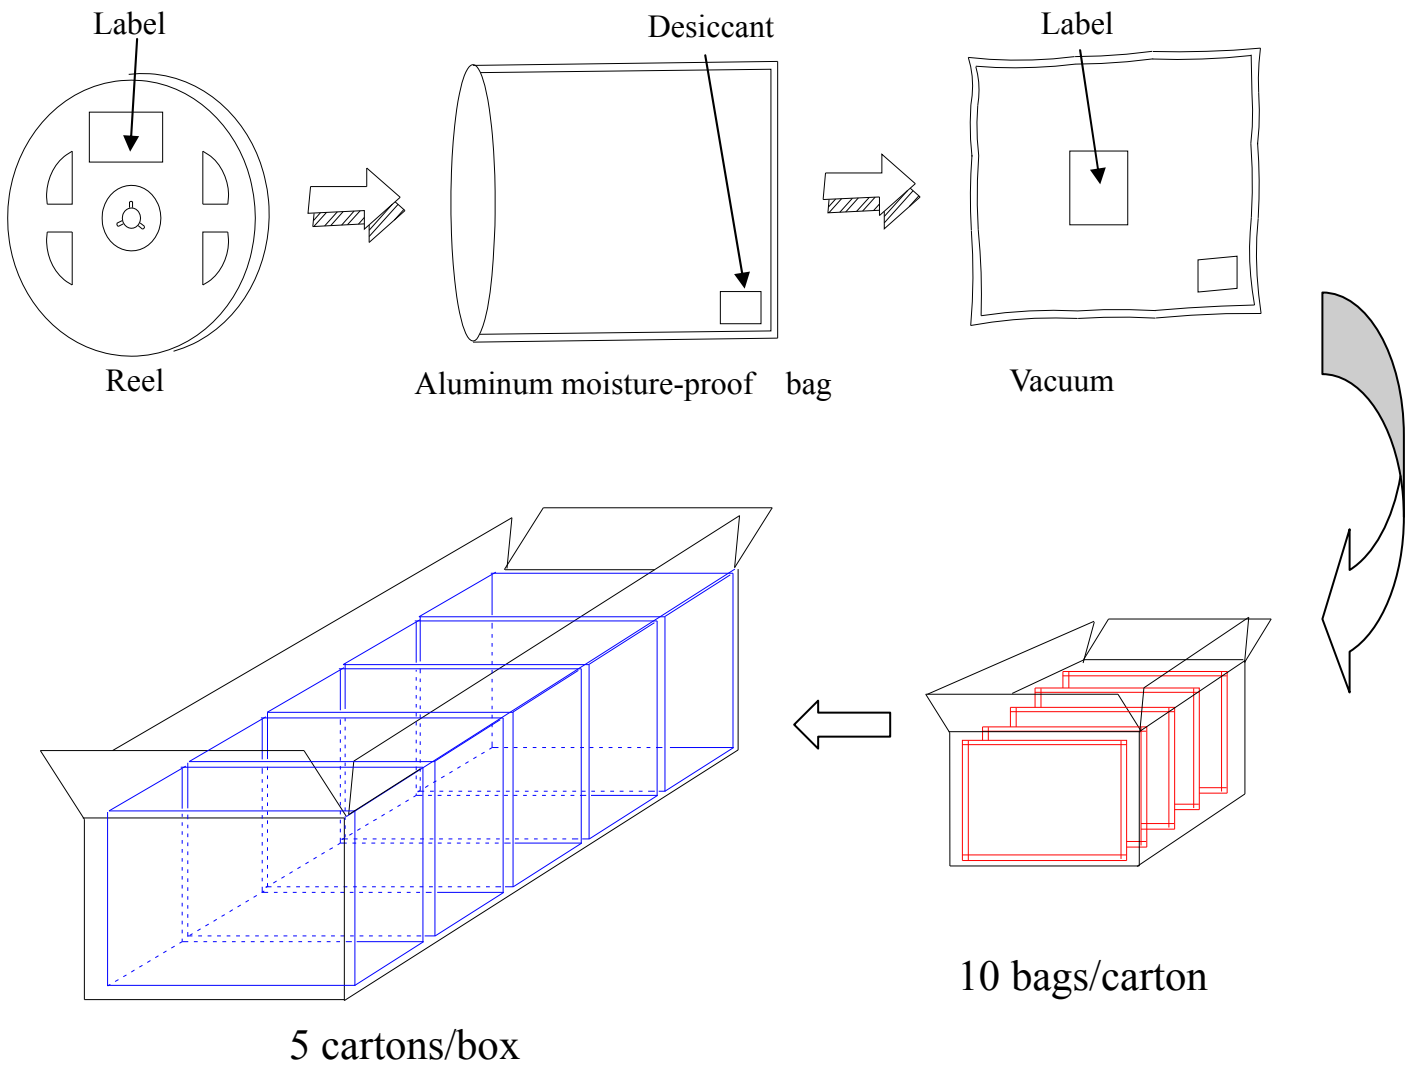 Label
Desiccant
Label
Reel
Aluminum moisture-proof bag
Vacuum
10 bags/carton
5 cartons/box